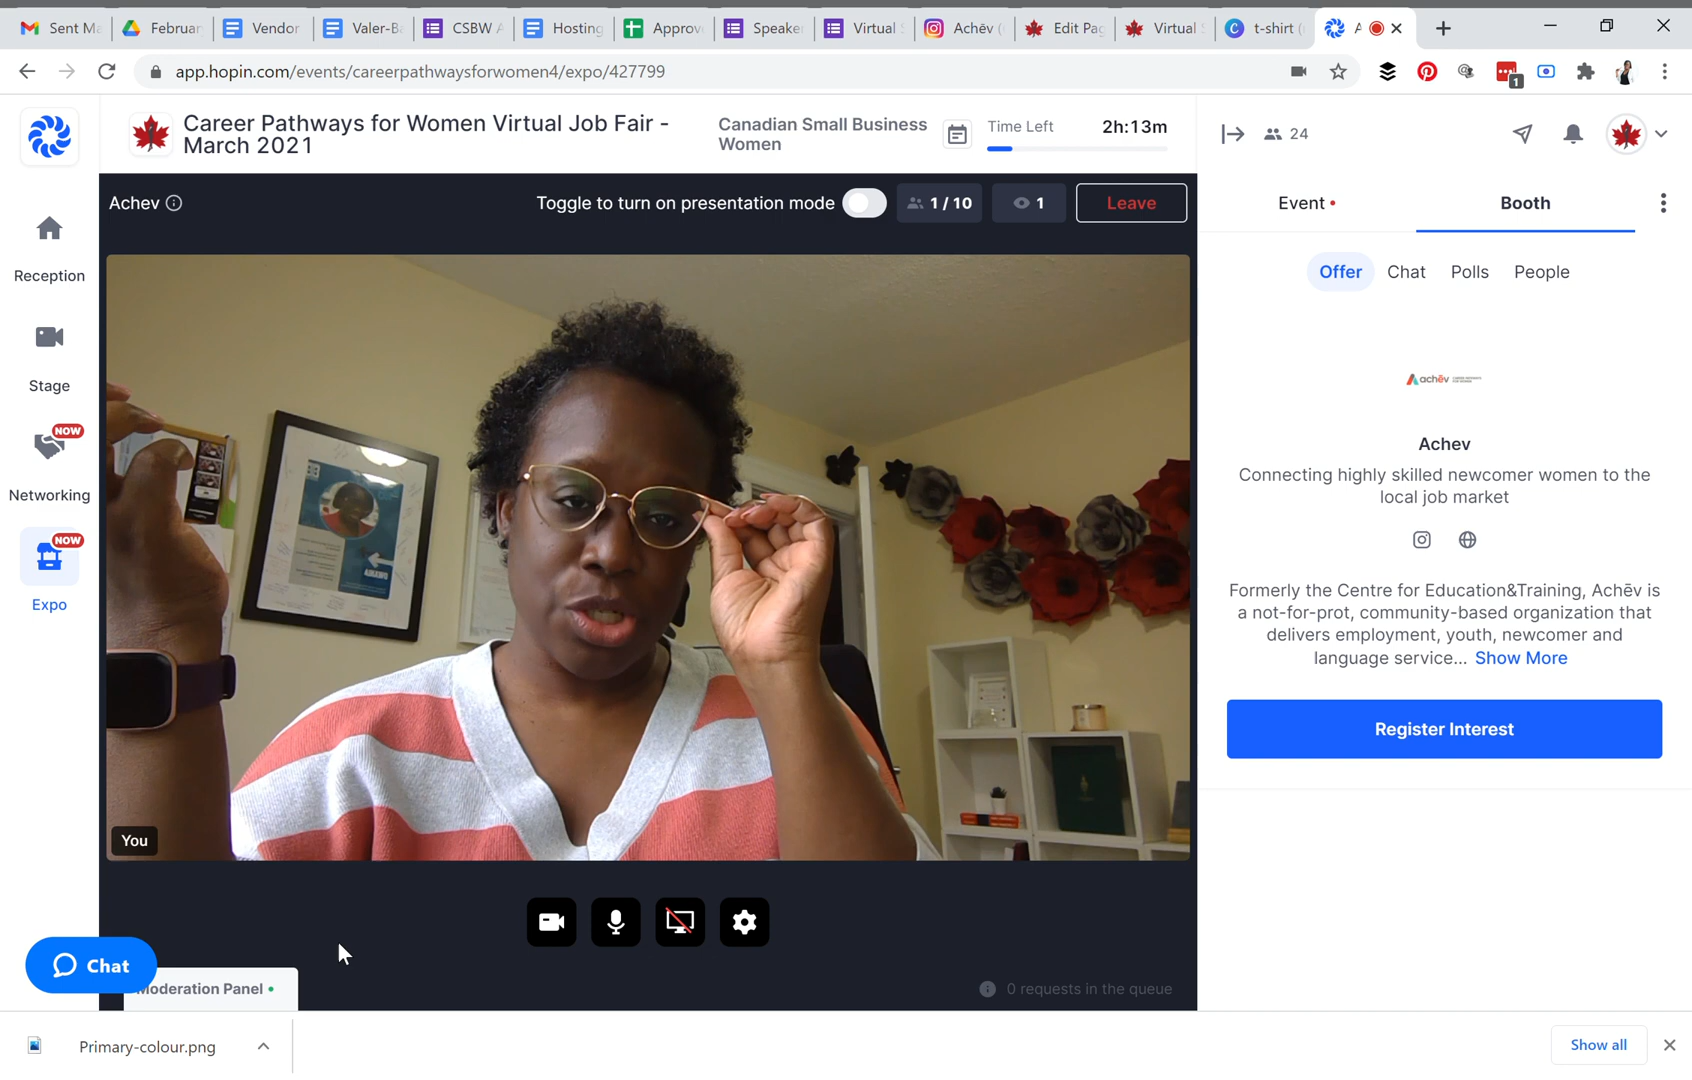 Sent Ma
Februar
Vendor
Valer-Ba
CSBW A
Hosting
Approv
Speaker
Virtual S
Achēv (
Edit Pag
Virtual S
t-shirt (
A
app.hopin.com/events/careerpathwaysforwomen4/expo/427799
1
Career Pathways for Women Virtual Job Fair -
March 2021
Canadian Small Business
Women
Time Left
2h:13m
24
Reception
Stage
NOW
Networking
NOW
Expo
Achev
Toggle to turn on presentation mode
1 / 10
1
Leave
You
Chat
Moderation Panel
0 requests in the queue
Event
Booth
Offer
Chat
Polls
People
achēv
Achev
Connecting highly skilled newcomer women to the
local job market
Formerly the Centre for Education&Training, Achēv is
a not-for-prot, community-based organization that
delivers employment, youth, newcomer and
language service... Show More
Register Interest
Primary-colour.png
Show all